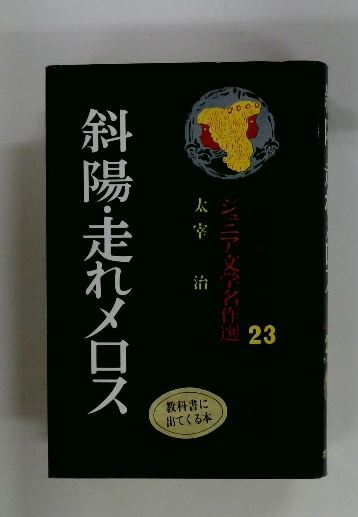 斜陽・走れメロス
ジュニア文学名作選
23
太宰 治
教科書に
出てくる本